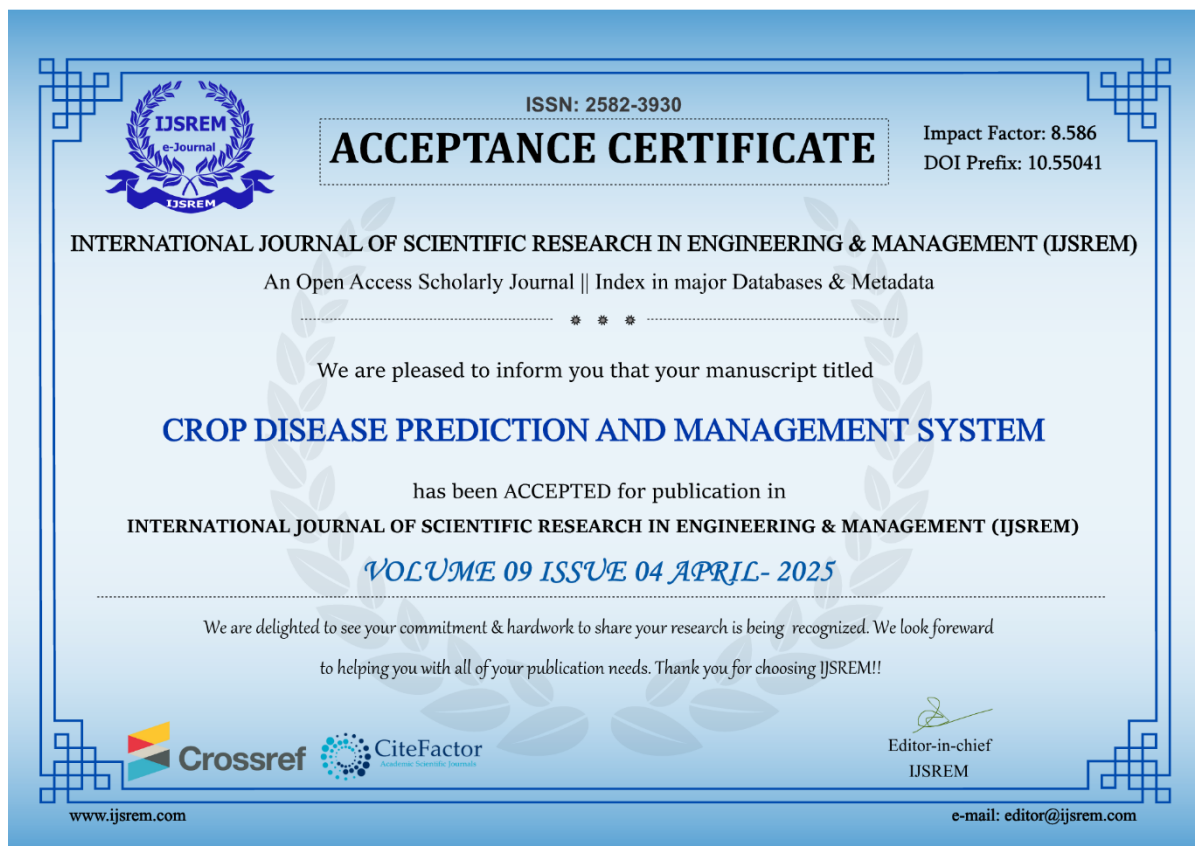 ISSN: 2582-3930
IJSREM
e-Journal
IJSREM
ACCEPTANCE CERTIFICATE
Impact Factor: 8.586
DOI Prefix: 10.55041
INTERNATIONAL JOURNAL OF SCIENTIFIC RESEARCH IN ENGINEERING & MANAGEMENT (IJSREM)
An Open Access Scholarly Journal || Index in major Databases & Metadata
We are pleased to inform you that your manuscript titled
CROP DISEASE PREDICTION AND MANAGEMENT SYSTEM
has been ACCEPTED for publication in
INTERNATIONAL JOURNAL OF SCIENTIFIC RESEARCH IN ENGINEERING & MANAGEMENT (IJSREM)
VOLUME 09 ISSUE 04 APRIL- 2025
We are delighted to see your commitment & hardwork to share your research is being recognized. We look foreward
to helping you with all of your publication needs. Thank you for choosing IJSREM!!
Crossref
CiteFactor
Academic Scientific Journals
Editor-in-chief
IJSREM
www.ijsrem.com
e-mail: editor@ijsrem.com